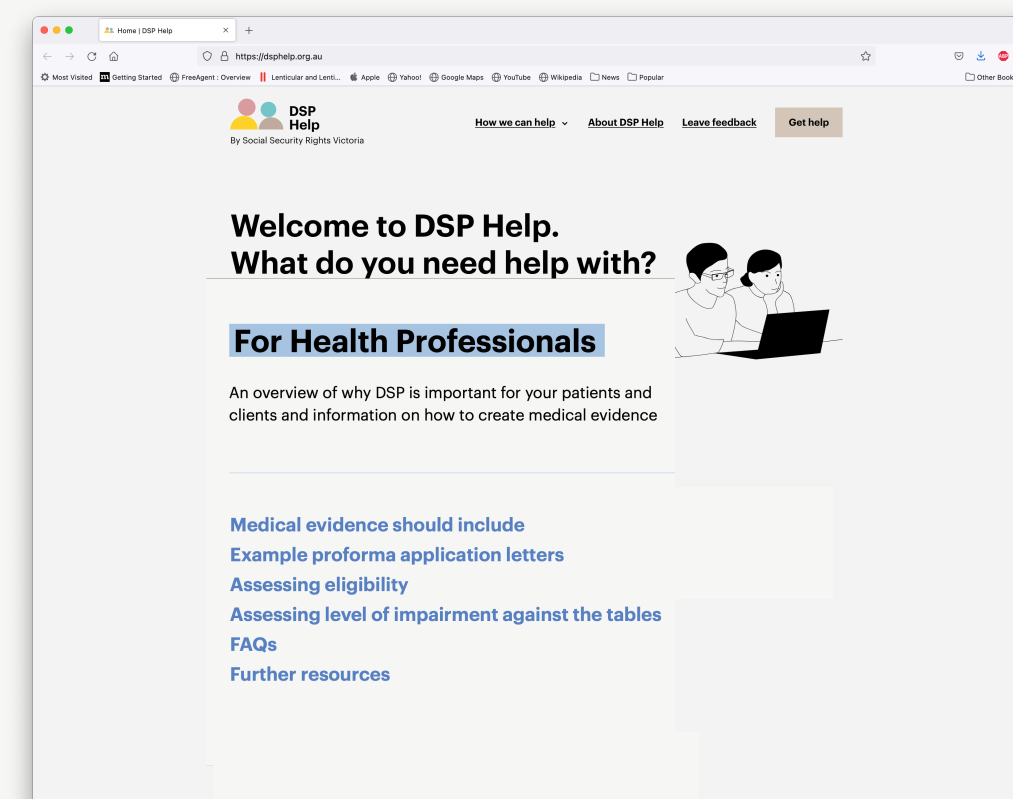 Home | DSP Help
https://dsphelp.org.au
Most Visited
m Getting Started
FreeAgent : Overview
Lenticular and Lenti...
Apple
Yahoo!
Google Maps
YouTube
Wikipedia
News
Popular
Other Book
ABP
DSP
Help
By Social Security Rights Victoria
How we can help
About DSP Help
Leave feedback
Get help
Welcome to DSP Help.
What do you need help with?
For Health Professionals
An overview of why DSP is important for your patients and
clients and information on how to create medical evidence
Medical evidence should include
Example proforma application letters
Assessing eligibility
Assessing level of impairment against the tables
FAQs
Further resources